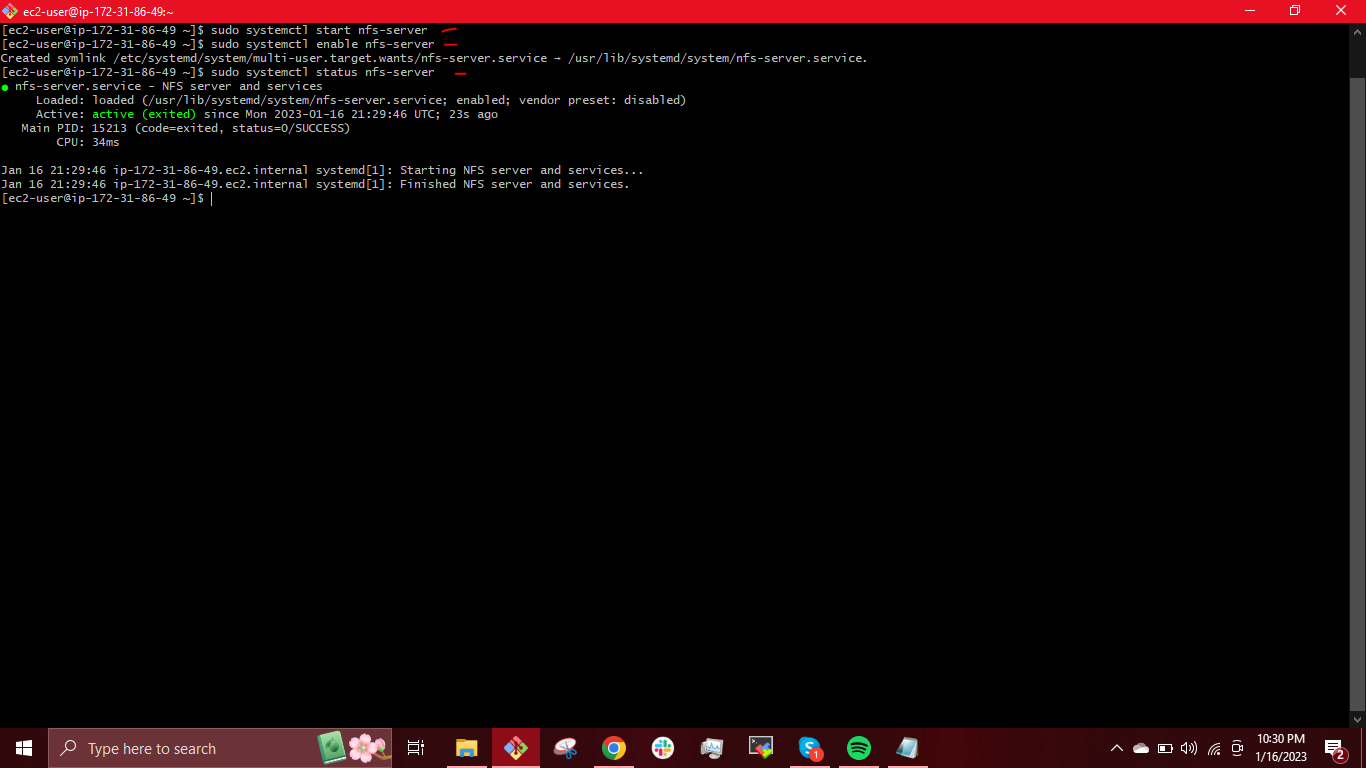 ec2-user@ip-172-31-86-49:~
[ec2-user@ip-172-31-86-49 ~]$ sudo systemctl start nfs-server
[ec2-user@ip-172-31-86-49 ~]$ sudo systemctl enable nfs-server
Created symlink /etc/systemd/system/multi-user.target.wants/nfs-server.service → /usr/lib/systemd/system/nfs-server.service.
[ec2-user@ip-172-31-86-49 ~]$ sudo systemctl status nfs-server
● nfs-server.service - NFS server and services
Loaded: loaded (/usr/lib/systemd/system/nfs-server.service; enabled; vendor preset: disabled)
Active: active (exited) since Mon 2023-01-16 21:29:46 UTC; 23s ago
Main PID: 15213 (code=exited, status=0/SUCCESS)
CPU: 34ms
Jan 16 21:29:46 ip-172-31-86-49.ec2.internal systemd[1]: Starting NFS server and services...
Jan 16 21:29:46 ip-172-31-86-49.ec2.internal systemd[1]: Finished NFS server and services.
[ec2-user@ip-172-31-86-49 ~]$
Type here to search
1
10:30 PM
1/16/2023
2